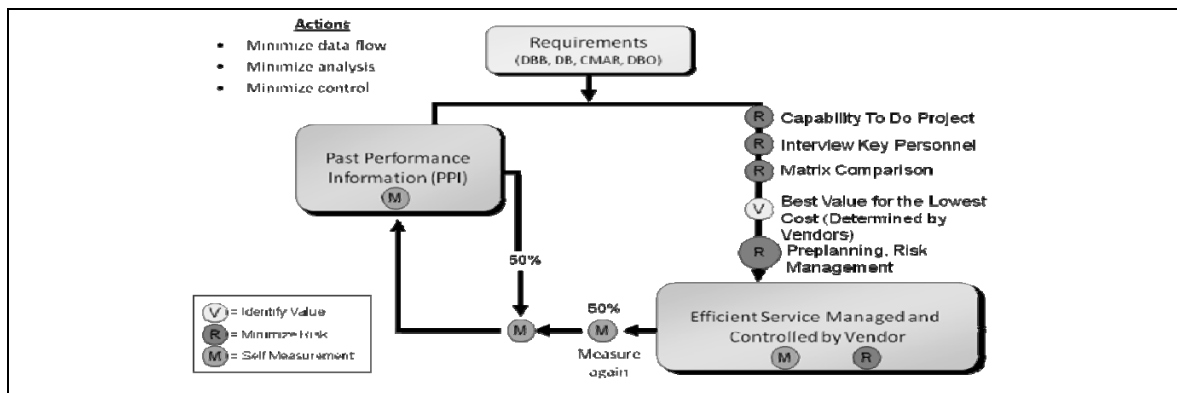 Actions
• Minimize data flow
• Minimize analysis
• Minimize control
Requirements
(DBB, DB, CMAR, DBO)
Past Performance
Information (PPI)
M
R
Capability To Do Project
R
Interview Key Personnel
R
Matrix Comparison
V
Best Value for the Lowest
Cost (Determined by
Vendors)
R
Preplanning, Risk
Management
50%
50%
M
M
Measure
again
Efficient Service Managed and
Controlled by Vendor
M
R
V = Identify Value
R = Minimize Risk
M = Self Measurement